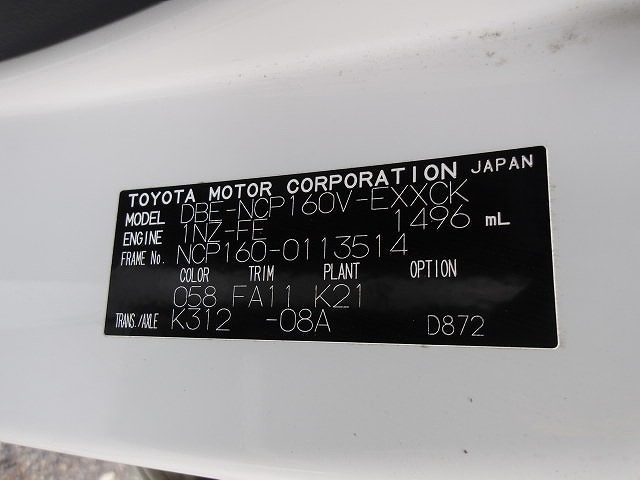 TOYOTA MOTOR CORPORATION JAPAN
MODEL DBE-NCP160V-EXXCK
ENGINE 1NZ-FE 1496 mL
FRAME No. NCP160-0113514
COLOR TRIM PLANT OPTION
058 FA11 K21
TRANS./AXLE K312 -08A D872